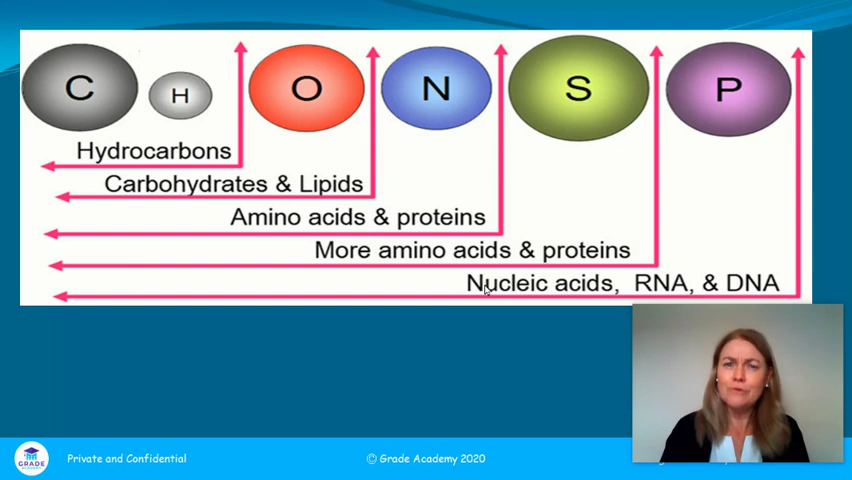 C H O N S P
Hydrocarbons
Carbohydrates & Lipids
Amino acids & proteins
More amino acids & proteins
Nucleic acids, RNA, & DNA
GRADE
Private and Confidential
© Grade Academy 2020